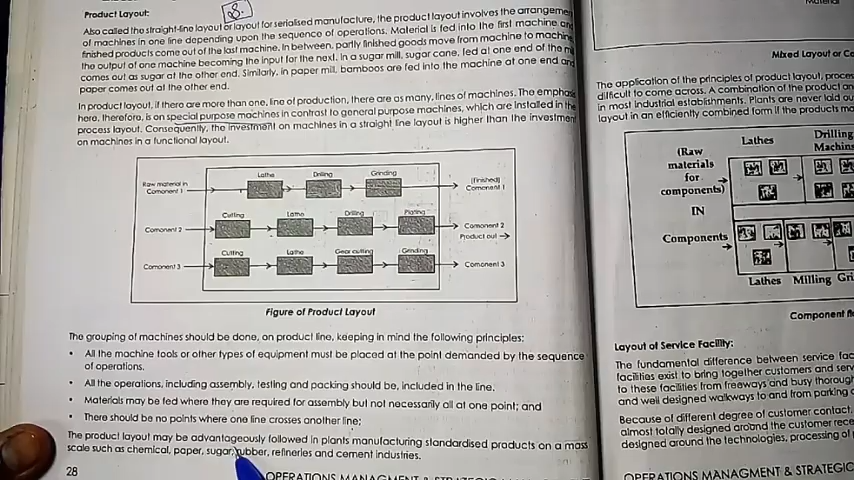 8.
Product Layout:
Also called the straight-line layout or layout for serialised manufacture, the product layout involves the
of machines in one line depending upon the sequence of operations. Material is fed into the first machine and
finished products come out of the last machine. In between, partly finished goods move from machine to machine
the output of one machine becoming the input for the next. In a sugar mill, sugar cane, fed at one end of the
comes out as sugar at the other end. Similarly, in paper mill, bamboos are fed into the machine at one end and
paper comes out at the other end.
In product layout, if there are more than one, line of production, there are as many, lines of machines. The
here, therefore, is on special purpose machines in contrast to general purpose machines, which are installed in the
process layout. Consequently, the investment on machines in a straight line layout is higher than the investment
on machines in a functional layout.
Lathe Drilling Grinding
Raw material in
Comonent 1
(finished)
Comonent 1
Cutting Lathe Drilling Plating
Comonent 2
Comonent 2
Product out
Cutting Lathe Gear cutting Grinding
Comonent 3
Comonent 3
Figure of Product Layout
The grouping of machines should be done, on product line, keeping in mind the following principles:
• All the machine tools or other types of equipment must be placed at the point demanded by the sequence
of operations.
• All the operations, including assembly, testing and packing should be, included in the line.
• Materials may be fed where they are required for assembly but not necessarily all at one point; and
• There should be no points where one line crosses another line;
The product layout may be advantageously followed in plants manufacturing standardised products on a mass
scale such as chemical, paper, sugar, rubber, refineries and cement industries.
28
OPERATIONS MANAGMENT &
Material
Mixed Layout or
The application of the principles of product layout,
difficult to come across. A combination of the product
in most industrial establishments. Plants are never laid
layout in an efficiently combined form if the products
Lathes
Drilling
(Raw
materials
for
components)
IN
Components
Lathes Milling
Component
Layout of Service Facility:
The fundamental difference between service
facilities exist to bring together customers and
to these facilities from freeways and busy
and well designed walkways to and from
Because of different degree of customer contact,
almost totally designed around the customer
designed around the technologies, processing of
OPERATIONS MANAGMENT & STRATEGIC